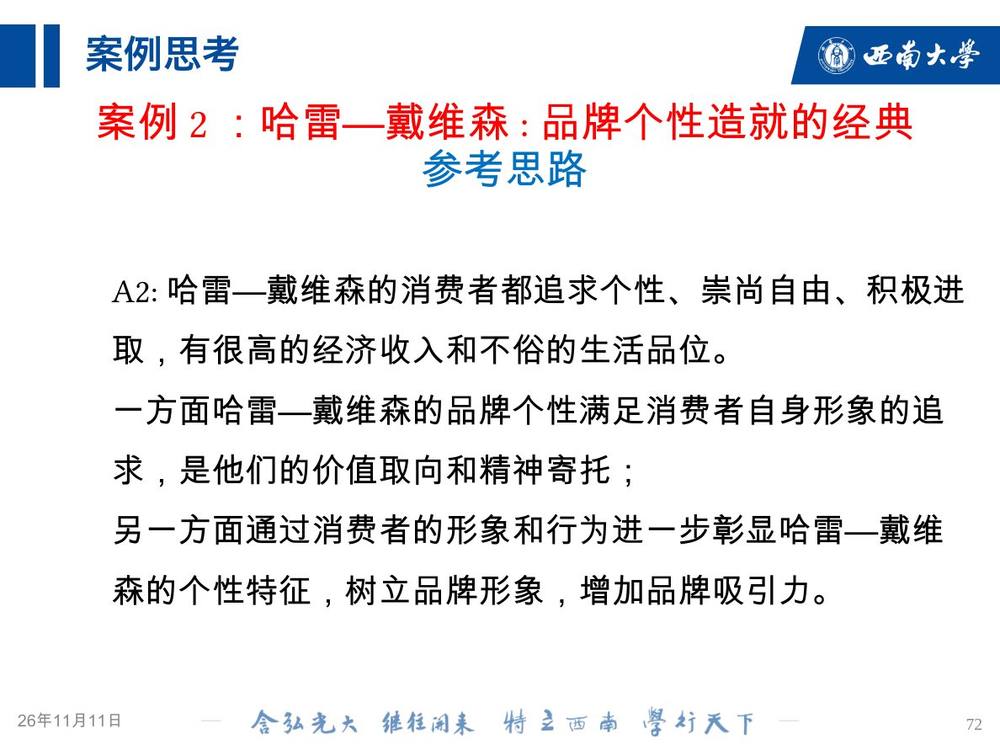 案例思考
西南大学
案例 2 ：哈雷—戴维森 : 品牌个性造就的经典
参考思路
A2: 哈雷—戴维森的消费者都追求个性、崇尚自由、积极进
取，有很高的经济收入和不俗的生活品位。
一方面哈雷—戴维森的品牌个性满足消费者自身形象的追
求，是他们的价值取向和精神寄托；
另一方面通过消费者的形象和行为进一步彰显哈雷—戴维
森的个性特征，树立品牌形象，增加品牌吸引力。
26年11月11日
含弘光大 继往开来 特立西南 学行天下
72